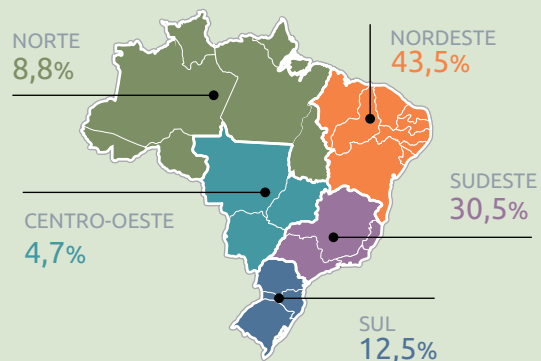 NORTE
8,8%
NORDESTE
43,5%
CENTRO-OESTE
4,7%
SUDESTE
30,5%
SUL
12,5%